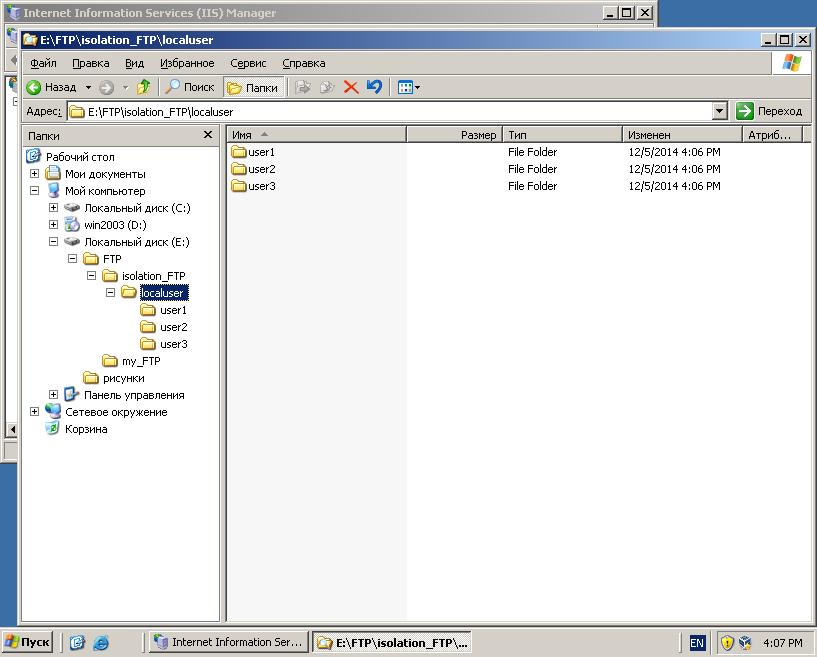 Internet Information Services (IIS) Manager
E:\FTP\isolation_FTP\localuser
Файл Правка Вид Избранное Сервис Справка
Назад Поиск Папки
Адрес: E:\FTP\isolation_FTP\localuser Переход
Папки
Рабочий стол
Мои документы
Мой компьютер
Локальный диск (C:)
win2003 (D:)
Локальный диск (E:)
FTP
isolation_FTP
localuser
user1
user2
user3
my_FTP
рисунки
Панель управления
Сетевое окружение
Корзина
Имя Размер Тип Изменен Атриб...
user1 File Folder 12/5/2014 4:06 PM
user2 File Folder 12/5/2014 4:06 PM
user3 File Folder 12/5/2014 4:06 PM
Пуск Internet Information Ser... E:\FTP\isolation_FTP\... EN 4:07 PM